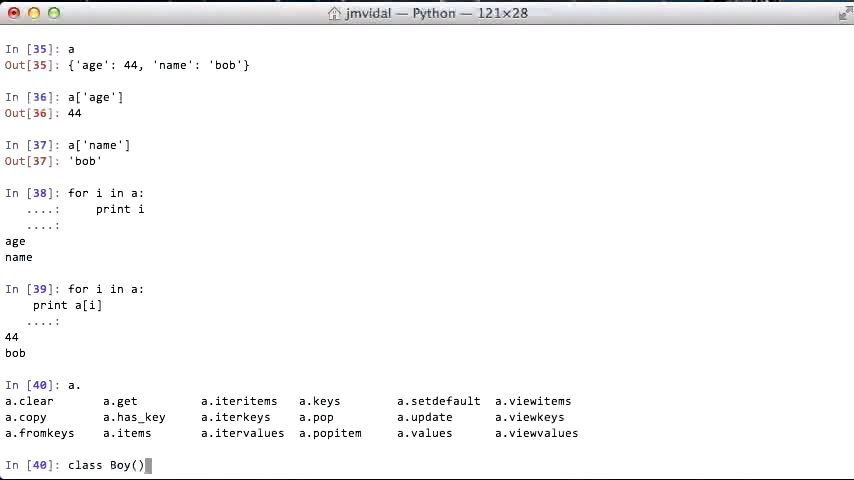 jmvidal — Python — 121×28
In [35]: a
Out[35]: {'age': 44, 'name': 'bob'}
In [36]: a['age']
Out[36]: 44
In [37]: a['name']
Out[37]: 'bob'
In [38]: for i in a:
....:     print i
....:
age
name
In [39]: for i in a:
print a[i]
....:
44
bob
In [40]: a.
a.clear a.get a.iteritems a.keys a.setdefault a.viewitems
a.copy a.has_key a.iterkeys a.pop a.update a.viewkeys
a.fromkeys a.items a.itervalues a.popitem a.values a.viewvalues
In [40]: class Boy()